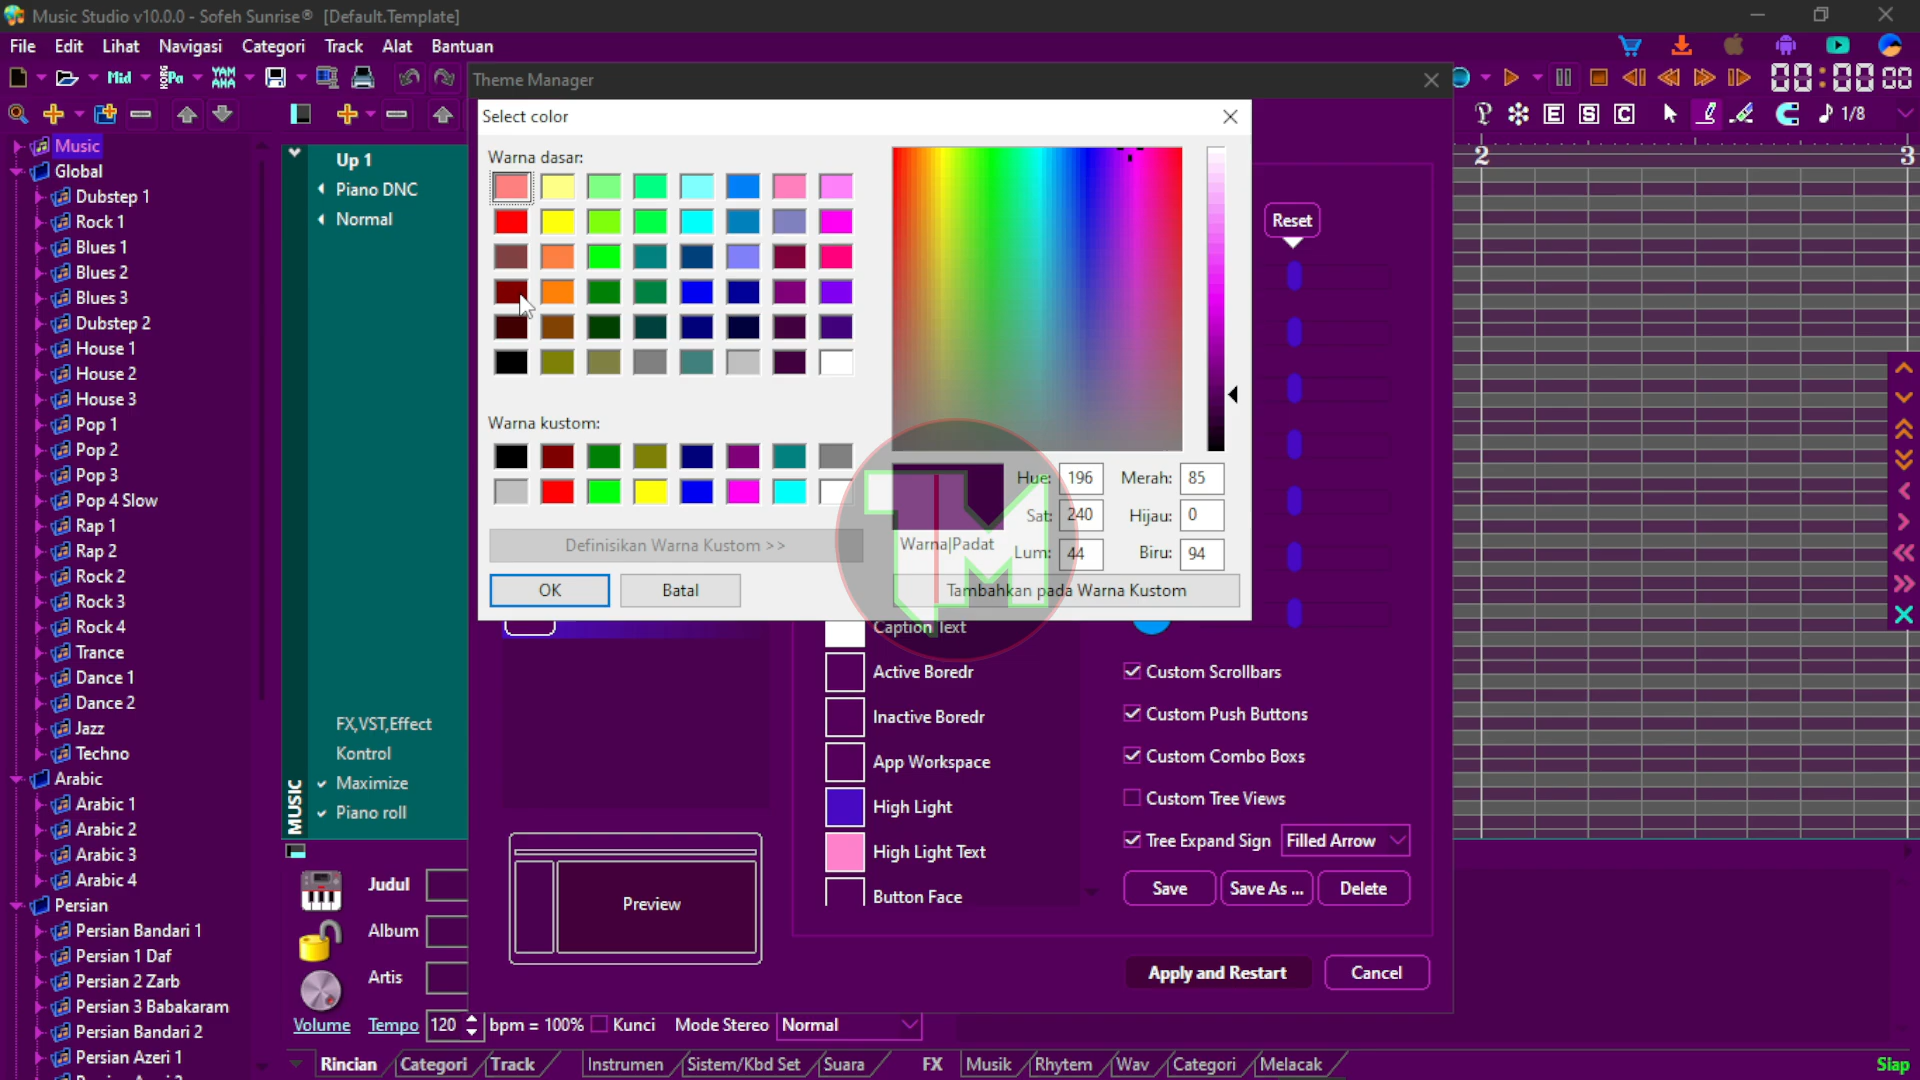 Music Studio v10.0.0 - Sofeh Sunrise® [Default.Template]
File Edit Lihat Navigasi Categori Track Alat Bantuan
Mid KORG Pa YAM AHA
Theme Manager
00:00 00
E S C 1/8
Select color
Warna dasar:
Warna kustom:
Definisikan Warna Kustom >>
OK Batal
Hue: 196 Merah: 85
Sat: 240 Hijau: 0
Warna|Padat
Lum: 44 Biru: 94
Tambahkan pada Warna Kustom
Reset
2 3
Music
Global
Dubstep 1
Rock 1
Blues 1
Blues 2
Blues 3
Dubstep 2
House 1
House 2
House 3
Pop 1
Pop 2
Pop 3
Pop 4 Slow
Rap 1
Rap 2
Rock 2
Rock 3
Rock 4
Trance
Dance 1
Dance 2
Jazz
Techno
Arabic
Arabic 1
Arabic 2
Arabic 3
Arabic 4
Persian
Persian Bandari 1
Persian 1 Daf
Persian 2 Zarb
Persian 3 Babakaram
Persian Bandari 2
Persian Azeri 1
Up 1
Piano DNC
Normal
FX,VST,Effect
Kontrol
Maximize
Piano roll
MUSIC
Caption Text
Active Boredr
Inactive Boredr
App Workspace
High Light
High Light Text
Button Face
Custom Scrollbars
Custom Push Buttons
Custom Combo Boxs
Custom Tree Views
Tree Expand Sign Filled Arrow
Save Save As ... Delete
Preview
Apply and Restart Cancel
Judul
Album
Artis
Volume Tempo 120 bpm = 100% Kunci Mode Stereo Normal
Rincian Categori Track Instrumen Sistem/Kbd Set Suara FX Musik Rhytem Wav Categori Melacak Siap
TM